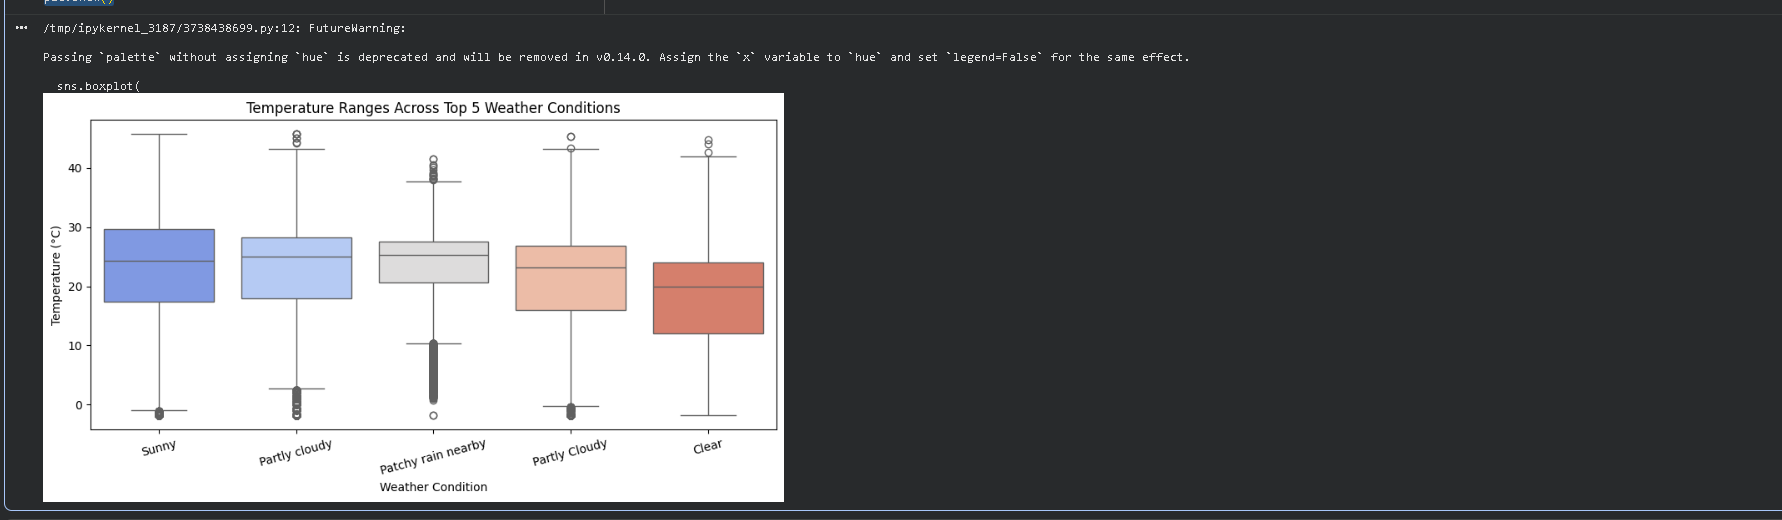 plt.show()
/tmp/ipykernel_3187/3738438699.py:12: FutureWarning:
Passing `palette` without assigning `hue` is deprecated and will be removed in v0.14.0. Assign the `x` variable to `hue` and set `legend=False` for the same effect.
sns.boxplot(
Temperature Ranges Across Top 5 Weather Conditions
Temperature (°C)
40
30
20
10
0
Sunny
Partly cloudy
Patchy rain nearby
Partly Cloudy
Clear
Weather Condition